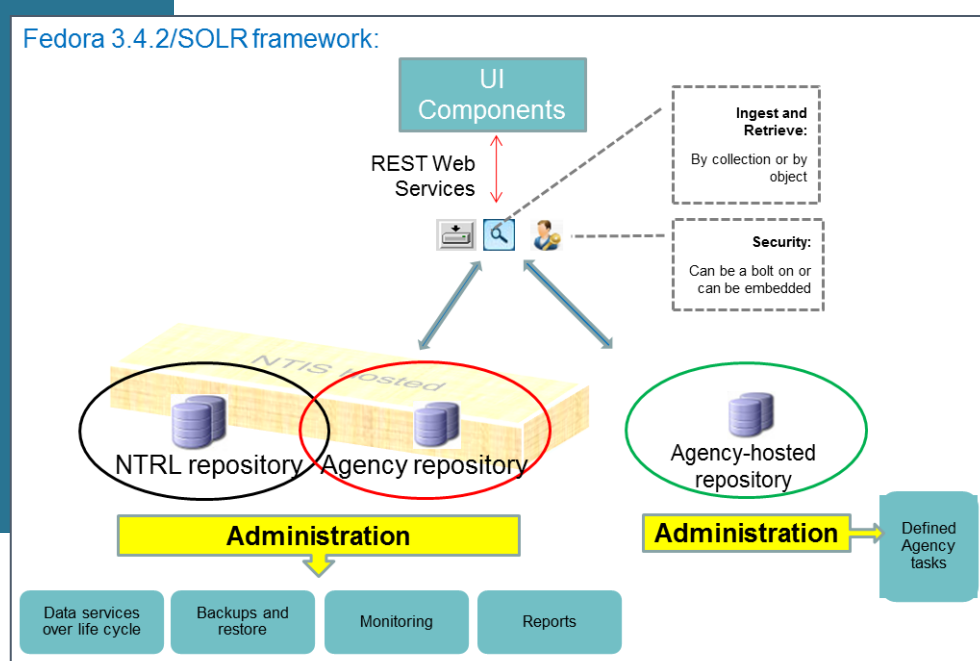 Fedora 3.4.2/SOLR framework:
UI
Components
REST Web
Services
Ingest and
Retrieve:
By collection or by
object
Security:
Can be a bolt on or
can be embedded
NTIS Hosted
NTRL repository
Agency repository
Agency-hosted
repository
Administration
Administration
Defined
Agency
tasks
Data services
over life cycle
Backups and
restore
Monitoring
Reports